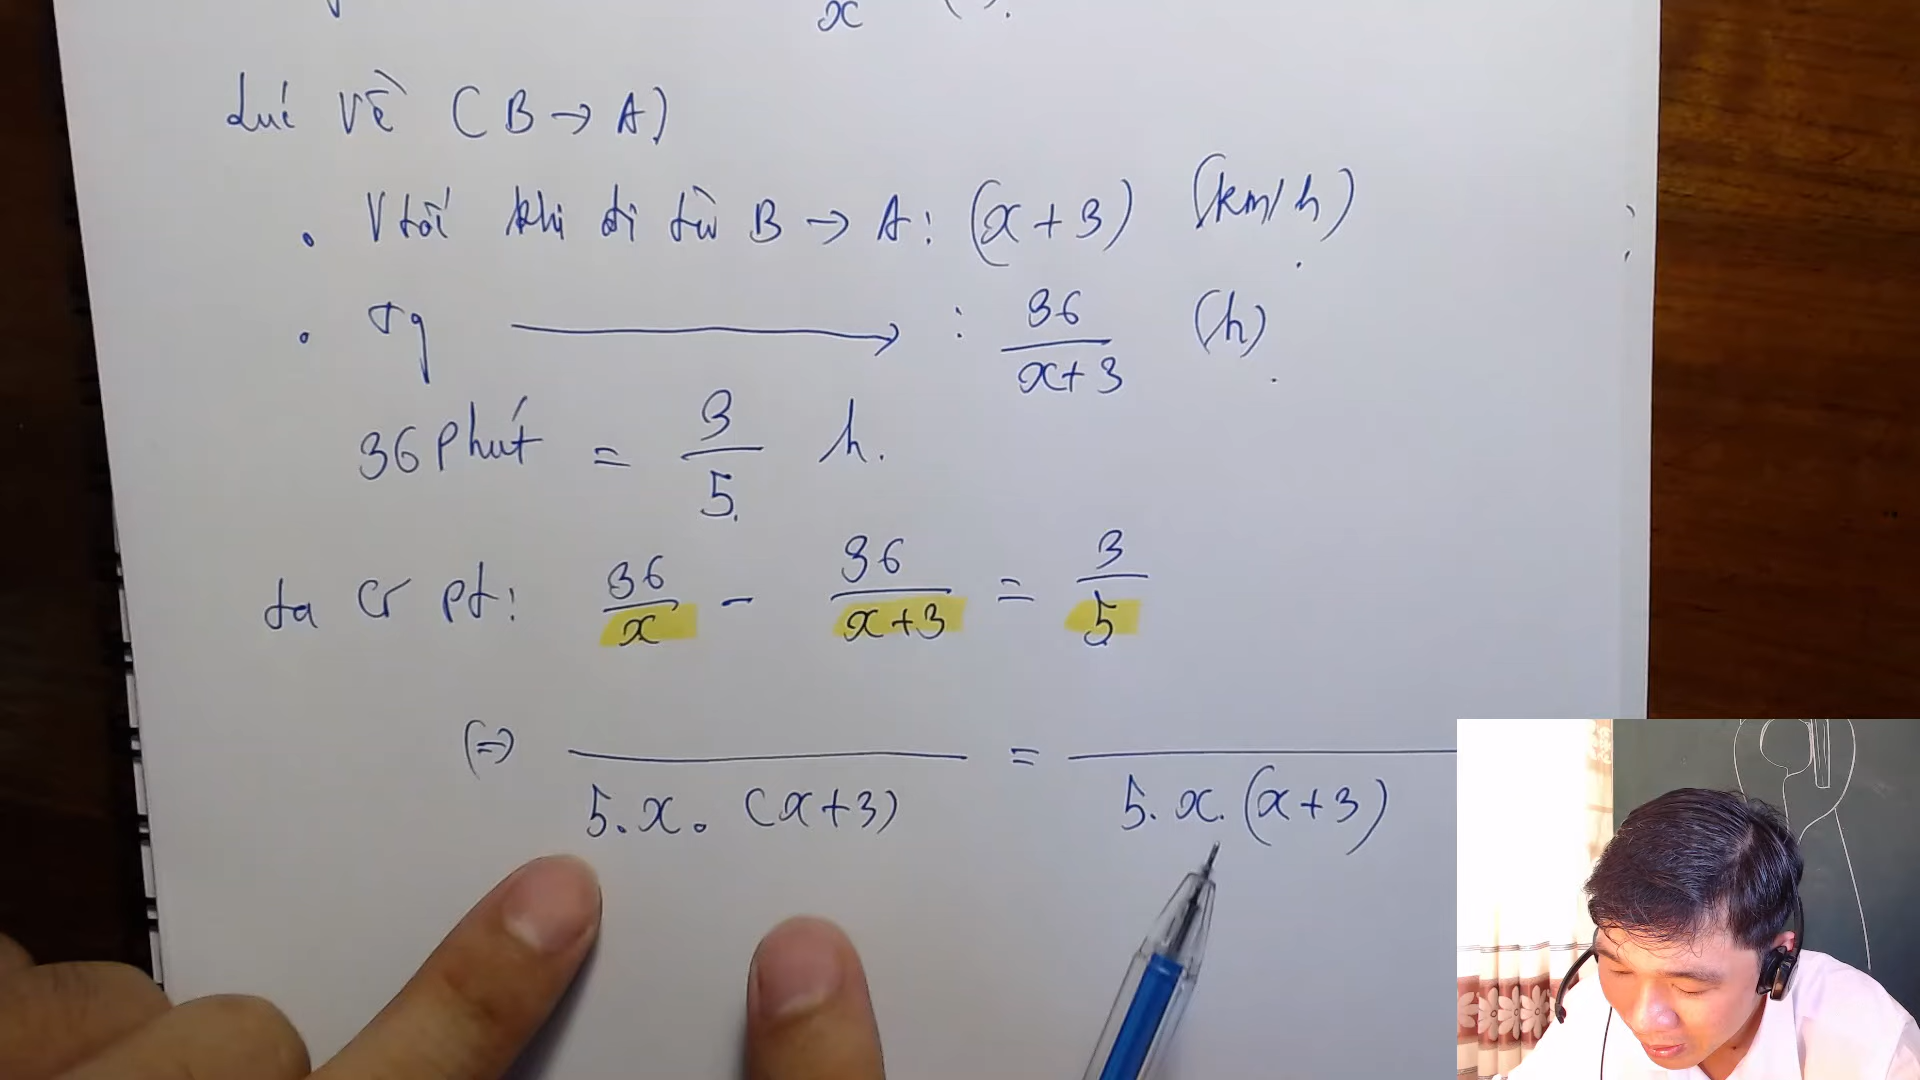 x
Lúc về (B → A)
• Vtốc khi đi từ B → A: (x+3) (km/h).
• Tg ⟶ : 36/(x+3) (h).
36 phút = 3/5 h.
ta có pt: 36/x - 36/(x+3) = 3/5
(=) ——— = ———
5.x.(x+3) 5.x.(x+3)